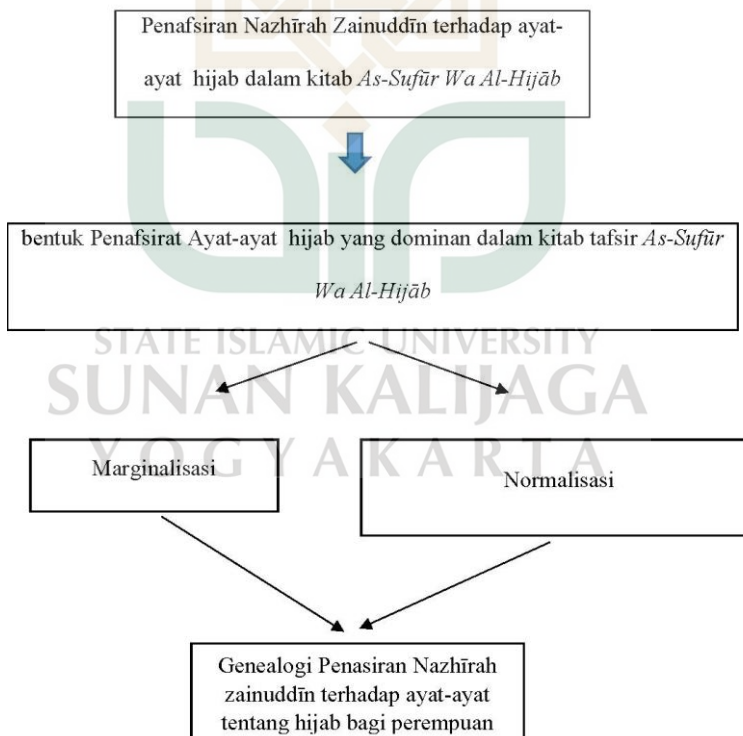 Penafsiran Nazhīrah Zainuddīn terhadap ayat-
ayat hijab dalam kitab As-Sufūr Wa Al-Hijāb
bentuk Penafsirat Ayat-ayat hijab yang dominan dalam kitab tafsir As-Sufūr
Wa Al-Hijāb
STATE ISLAMIC UNIVERSITY
SUNAN KALIJAGA
YOGYAKARTA
Marginalisasi
Normalisasi
Genealogi Penasiran Nazhīrah
zainuddīn terhadap ayat-ayat
tentang hijab bagi perempuan